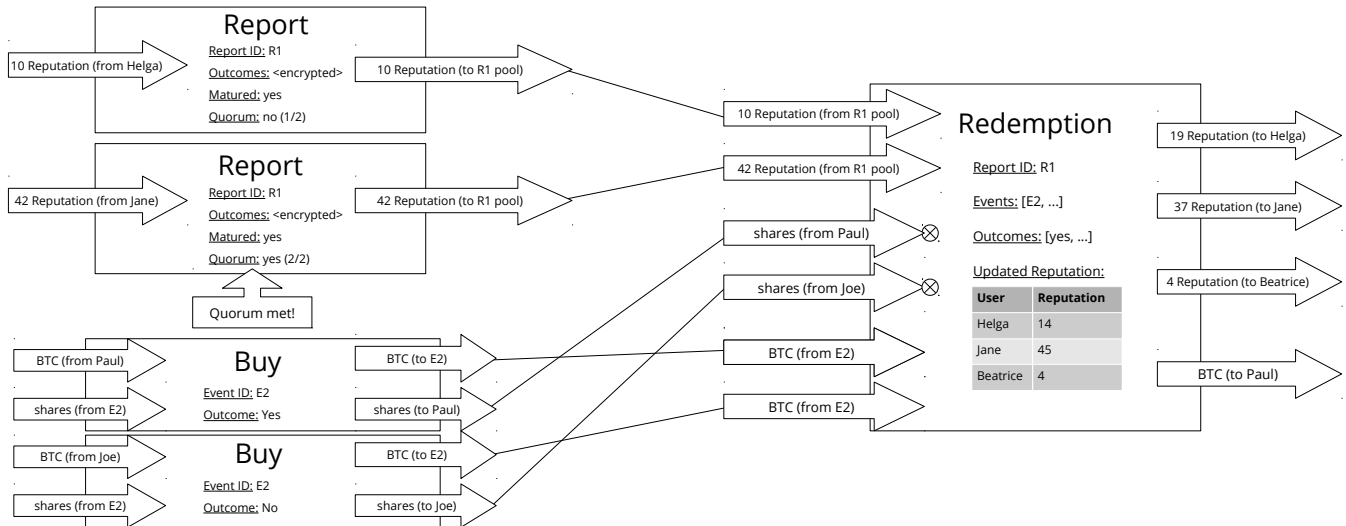 Report
10 Reputation (from Helga)
Report ID: R1
Outcomes: <encrypted>
Matured: yes
Quorum: no (1/2)
10 Reputation (to R1 pool)
Report
42 Reputation (from Jane)
Report ID: R1
Outcomes: <encrypted>
Matured: yes
Quorum: yes (2/2)
42 Reputation (to R1 pool)
Quorum met!
Buy
BTC (from Paul)
shares (from E2)
Event ID: E2
Outcome: Yes
BTC (to E2)
shares (to Paul)
Buy
BTC (from Joe)
shares (from E2)
Event ID: E2
Outcome: No
BTC (to E2)
shares (to Joe)
10 Reputation (from R1 pool)
42 Reputation (from R1 pool)
shares (from Paul)
shares (from Joe)
BTC (from E2)
BTC (from E2)
Redemption
Report ID: R1
Events: [E2, ...]
Outcomes: [yes, ...]
Updated Reputation:
User Reputation
Helga 14
Jane 45
Beatrice 4
19 Reputation (to Helga)
37 Reputation (to Jane)
4 Reputation (to Beatrice)
BTC (to Paul)